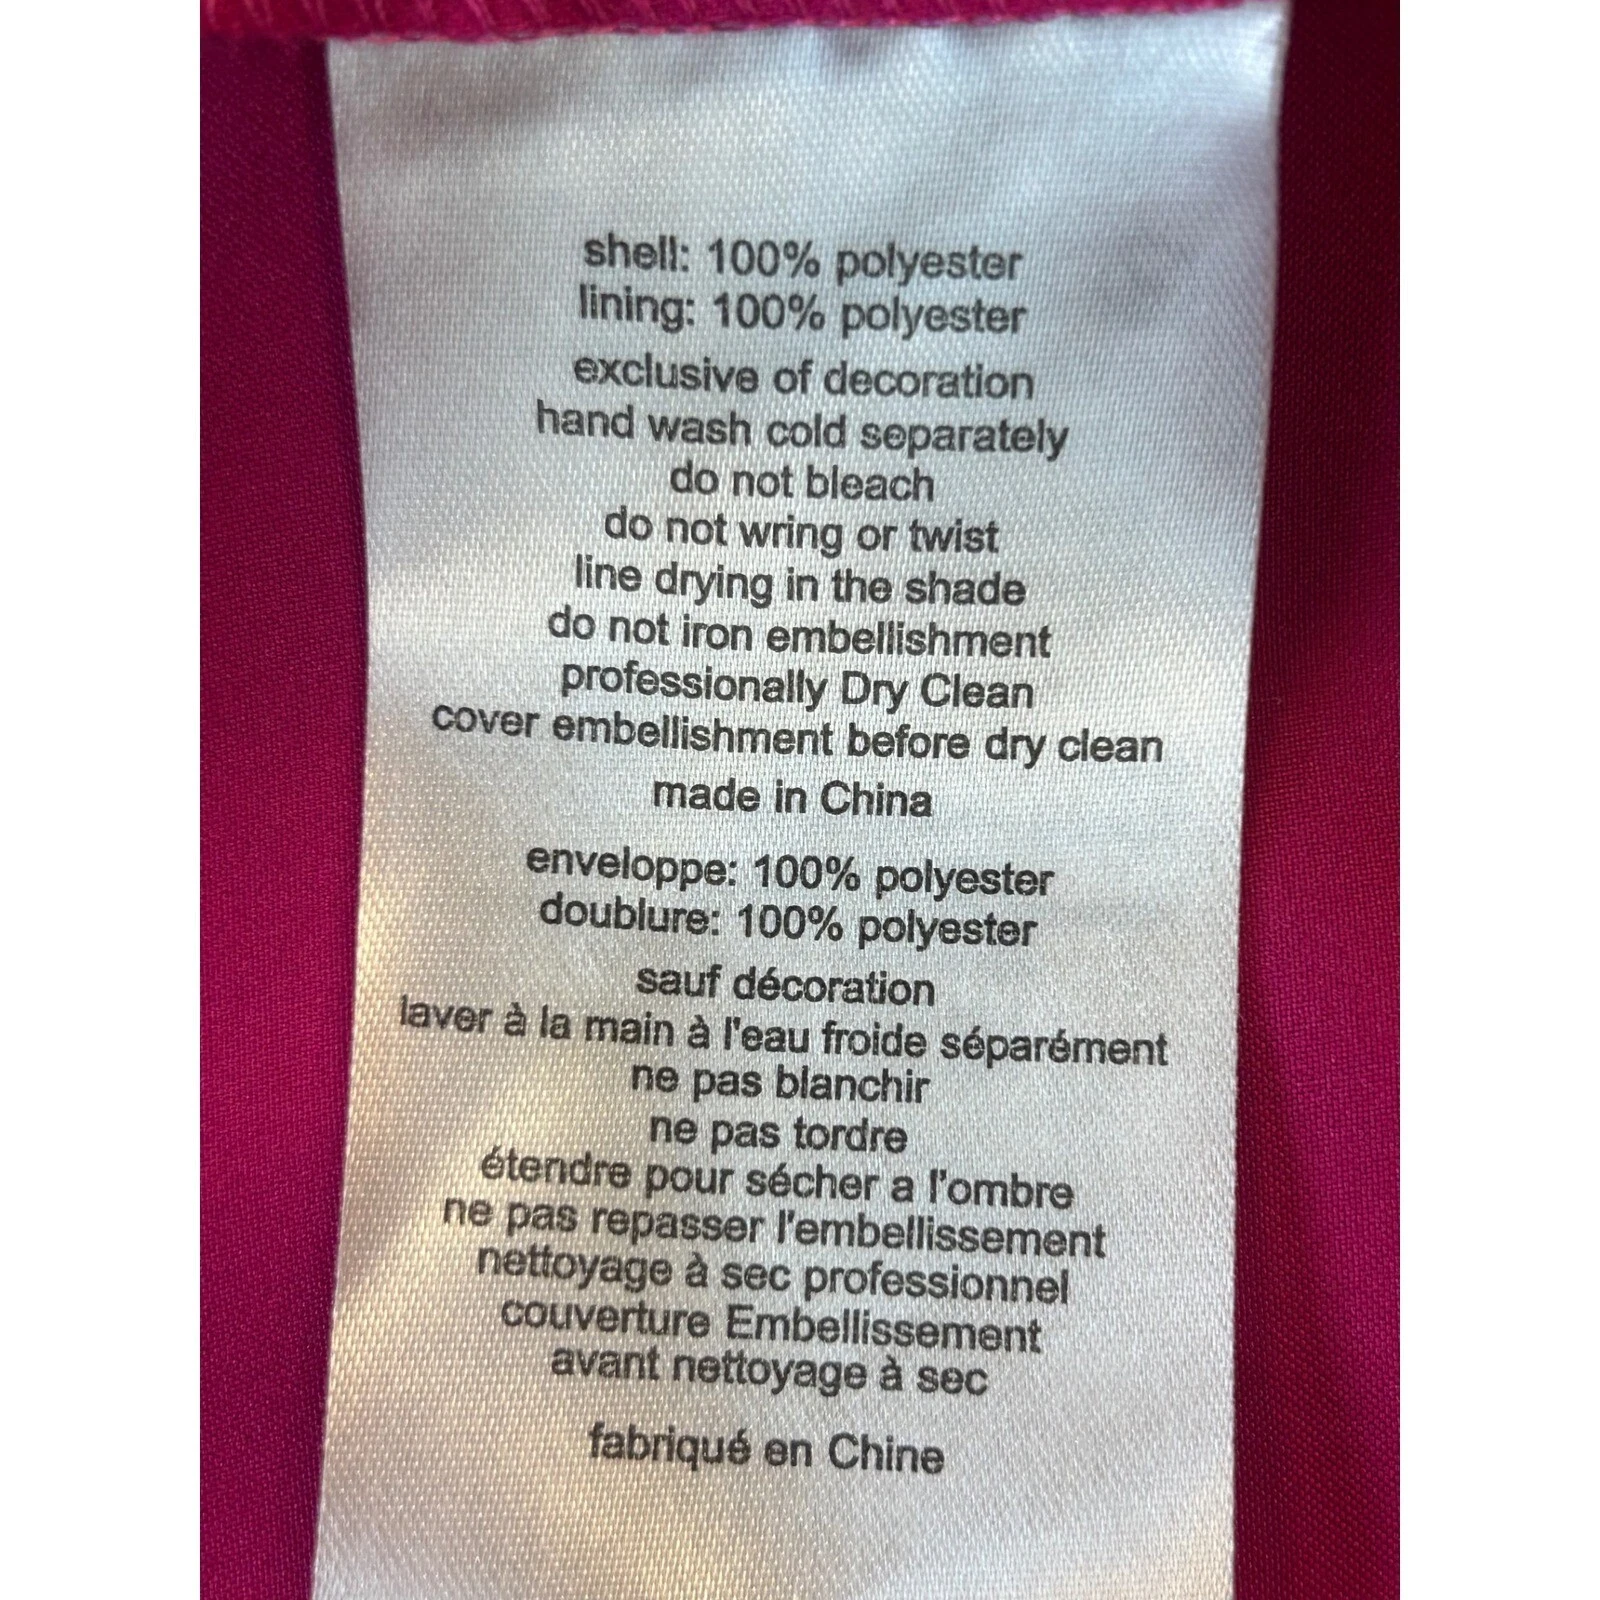 shell: 100% polyester
lining: 100% polyester
exclusive of decoration
hand wash cold separately
do not bleach
do not wring or twist
line drying in the shade
do not iron embellishment
professionally Dry Clean
cover embellishment before dry clean
made in China
enveloppe: 100% polyester
doublure: 100% polyester
sauf décoration
laver à la main à l'eau froide séparément
ne pas blanchir
ne pas tordre
étendre pour sécher a l'ombre
ne pas repasser l'embellissement
nettoyage à sec professionnel
couverture Embellissement
avant nettoyage à sec
fabriqué en Chine